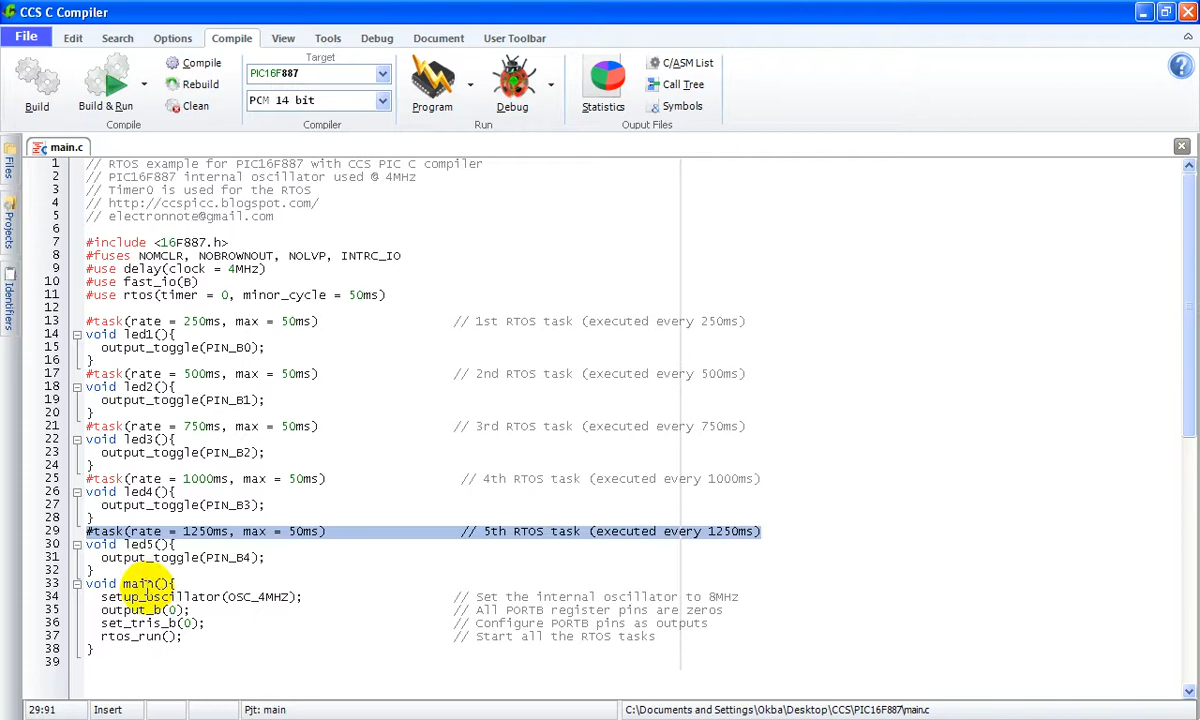 CCS C Compiler
File Edit Search Options Compile View Tools Debug Document User Toolbar
Target
Build
Build & Run
Compile
Rebuild
Clean
PIC16F887
PCM 14 bit
Program
Debug
Statistics
C/ASM List
Call Tree
Symbols
Compile
Compiler
Run
Ouput Files
main.c
Files
Projects
Identifiers
1 // RTOS example for PIC16F887 with CCS PIC C compiler
2 // PIC16F887 internal oscillator used @ 4MHz
3 // Timer0 is used for the RTOS
4 // http://ccspicc.blogspot.com/
5 // electronnote@gmail.com
6
7 #include <16F887.h>
8 #fuses NOMCLR, NOBROWNOUT, NOLVP, INTRC_IO
9 #use delay(clock = 4MHz)
10 #use fast_io(B)
11 #use rtos(timer = 0, minor_cycle = 50ms)
12
13 #task(rate = 250ms, max = 50ms) // 1st RTOS task (executed every 250ms)
14 void led1(){
15 output_toggle(PIN_B0);
16 }
17 #task(rate = 500ms, max = 50ms) // 2nd RTOS task (executed every 500ms)
18 void led2(){
19 output_toggle(PIN_B1);
20 }
21 #task(rate = 750ms, max = 50ms) // 3rd RTOS task (executed every 750ms)
22 void led3(){
23 output_toggle(PIN_B2);
24 }
25 #task(rate = 1000ms, max = 50ms) // 4th RTOS task (executed every 1000ms)
26 void led4(){
27 output_toggle(PIN_B3);
28 }
29 #task(rate = 1250ms, max = 50ms) // 5th RTOS task (executed every 1250ms)
30 void led5(){
31 output_toggle(PIN_B4);
32 }
33 void main(){
34 setup_oscillator(OSC_4MHZ); // Set the internal oscillator to 8MHz
35 output_b(0); // All PORTB register pins are zeros
36 set_tris_b(0); // Configure PORTB pins as outputs
37 rtos_run(); // Start all the RTOS tasks
38 }
39
29:91 Insert Pjt: main C:\Documents and Settings\Okba\Desktop\CCS\PIC16F887\main.c